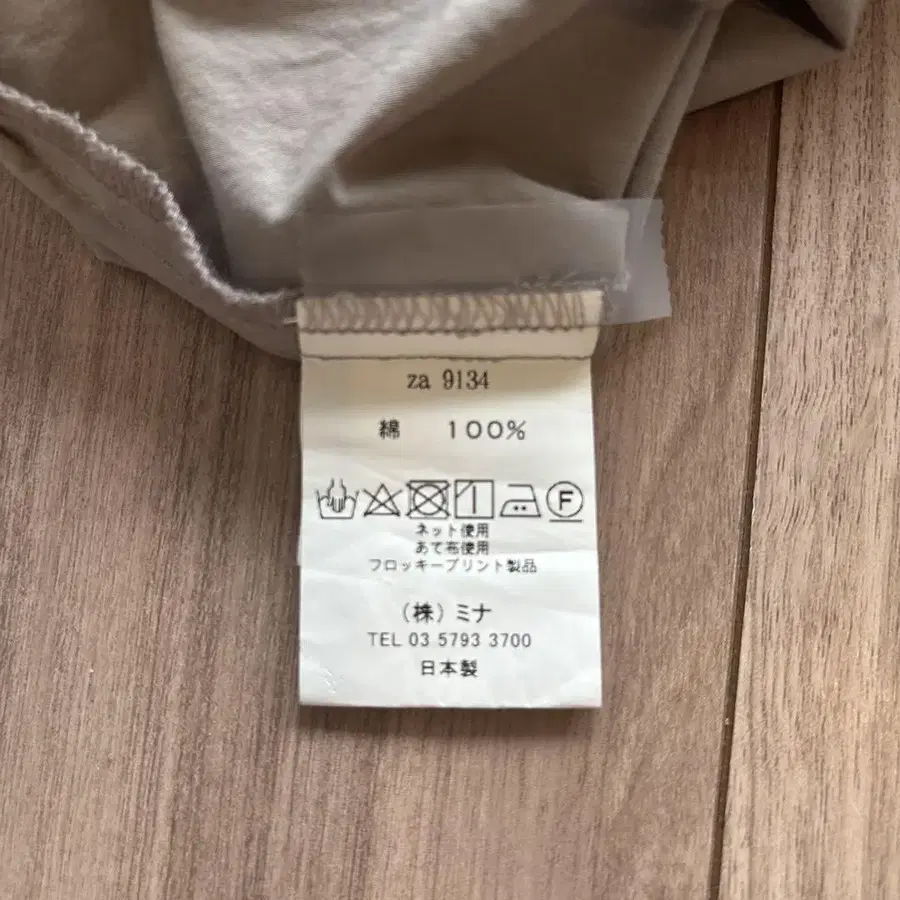 za 9134
綿 100%
F
ネット使用
あて布使用
フロッキープリント製品
(株)ミナ
TEL 03 5793 3700
日本製